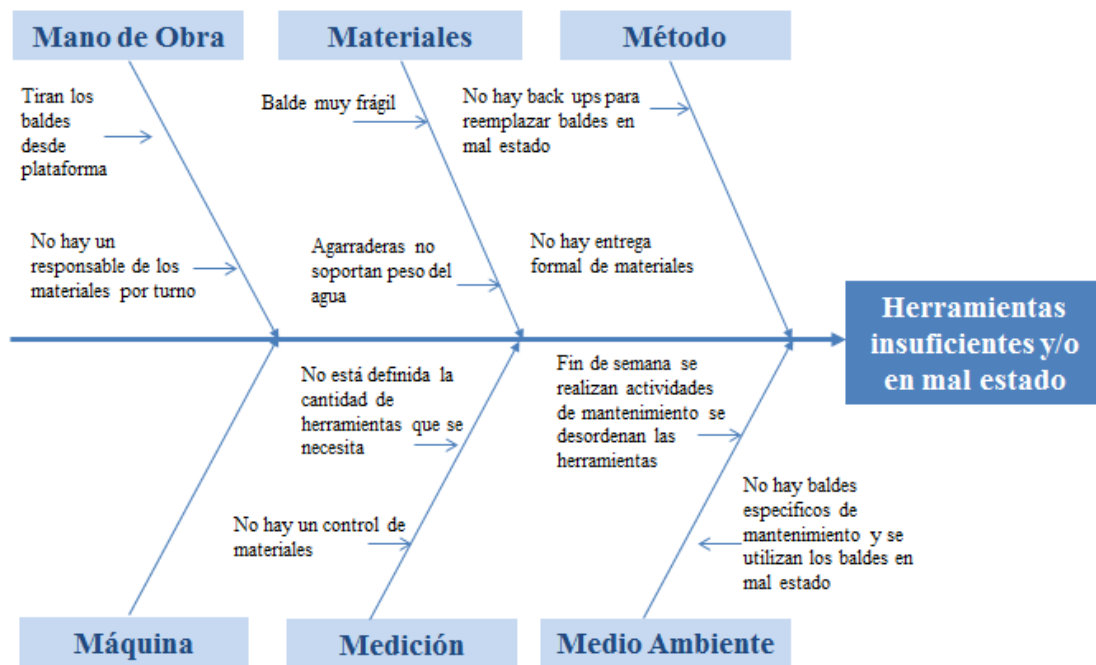 Mano de Obra
Materiales
Método
Tiran los
baldes
desde
plataforma
Balde muy frágil
No hay back ups para
reemplazar baldes en
mal estado
No hay un
responsable de los
materiales por turno
Agarraderas no
soportan peso del
agua
No hay entrega
formal de materiales
Herramientas
insuficientes y/o
en mal estado
No está definida la
cantidad de
herramientas que se
necesita
Fin de semana se
realizan actividades
de mantenimiento se
desordenan las
herramientas
No hay un control de
materiales
No hay baldes
específicos de
mantenimiento y se
utilizan los baldes en
mal estado
Máquina
Medición
Medio Ambiente